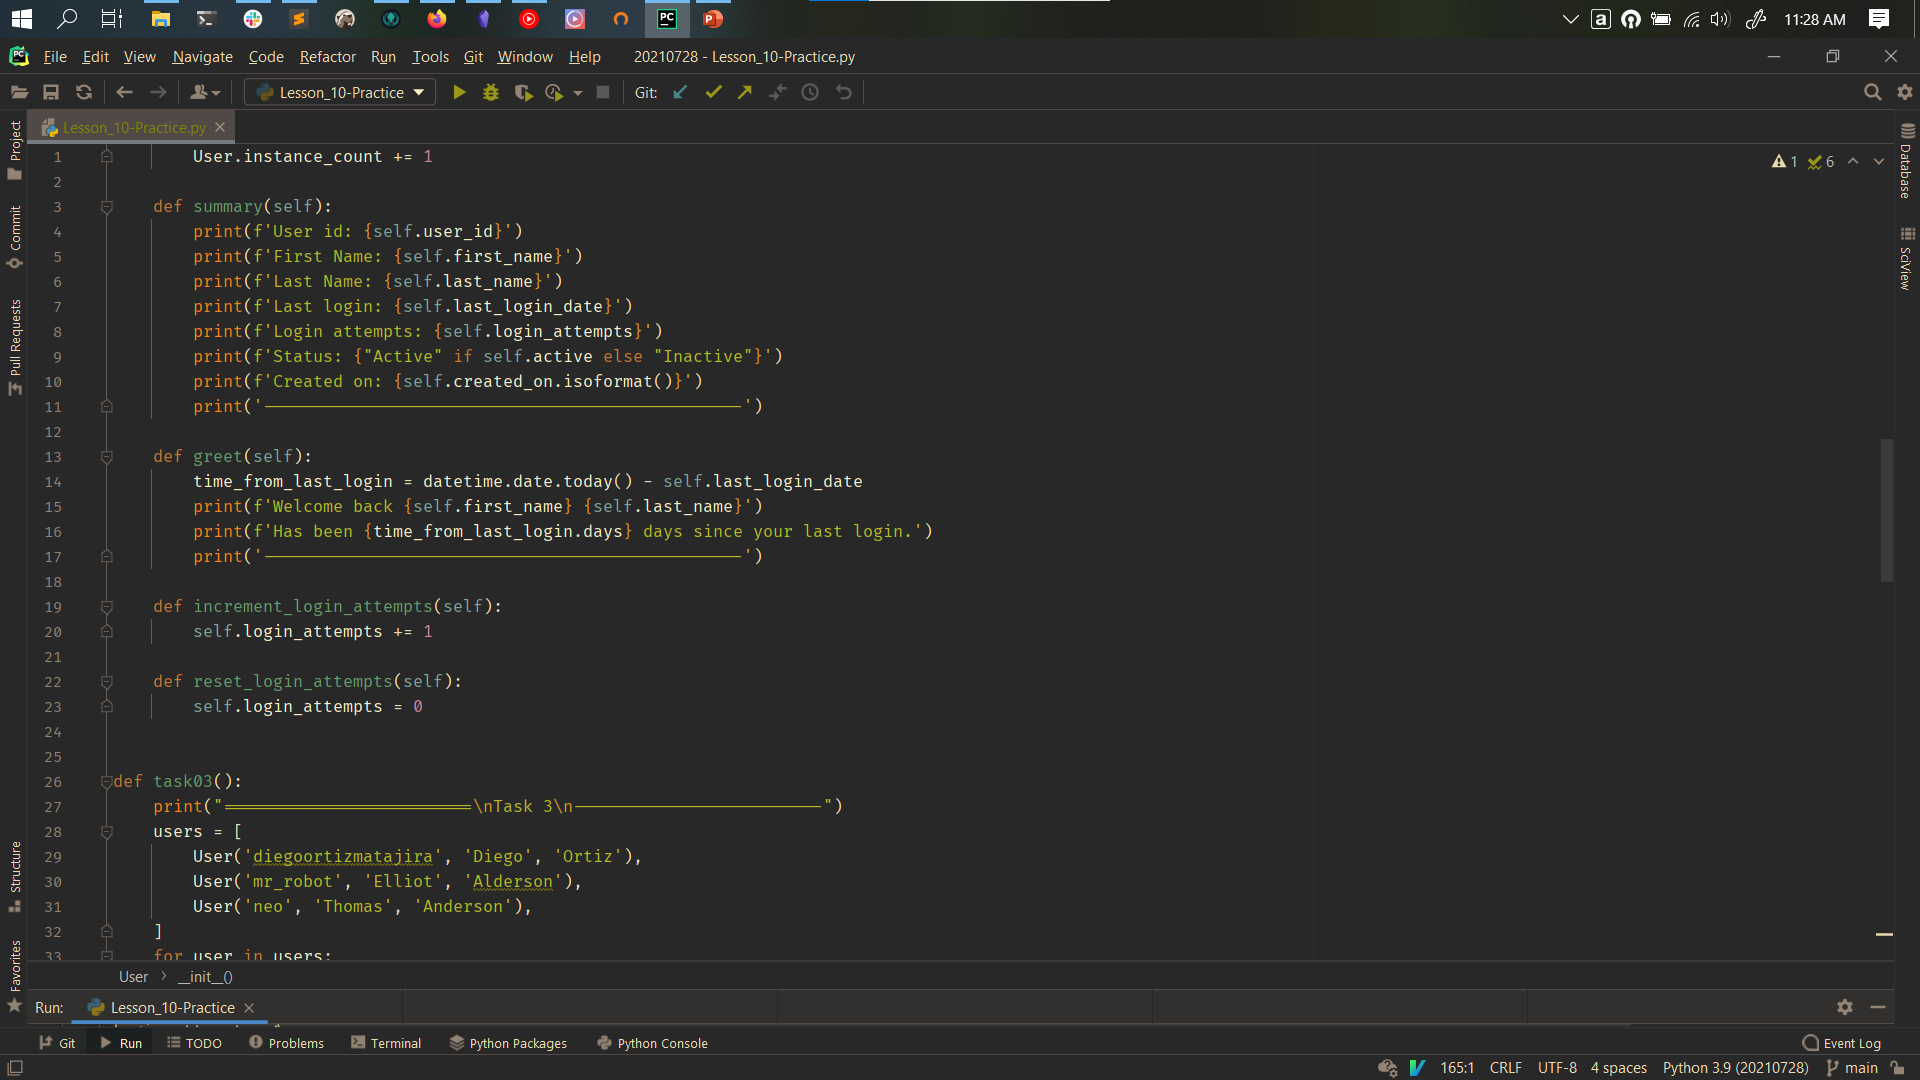 11:28 AM
File Edit View Navigate Code Refactor Run Tools Git Window Help 20210728 - Lesson_10-Practice.py
Lesson_10-Practice Git:
Lesson_10-Practice.py
1 User.instance_count += 1
2
3 def summary(self):
4 print(f'User id: {self.user_id}')
5 print(f'First Name: {self.first_name}')
6 print(f'Last Name: {self.last_name}')
7 print(f'Last login: {self.last_login_date}')
8 print(f'Login attempts: {self.login_attempts}')
9 print(f'Status: {"Active" if self.active else "Inactive"}')
10 print(f'Created on: {self.created_on.isoformat()}')
11 print('------------------------------------------------')
12
13 def greet(self):
14 time_from_last_login = datetime.date.today() - self.last_login_date
15 print(f'Welcome back {self.first_name} {self.last_name}')
16 print(f'Has been {time_from_last_login.days} days since your last login.')
17 print('------------------------------------------------')
18
19 def increment_login_attempts(self):
20 self.login_attempts += 1
21
22 def reset_login_attempts(self):
23 self.login_attempts = 0
24
25
26 def task03():
27 print("=========================\nTask 3\n-------------------------")
28 users = [
29 User('diegoortizmatajira', 'Diego', 'Ortiz'),
30 User('mr_robot', 'Elliot', 'Alderson'),
31 User('neo', 'Thomas', 'Anderson'),
32 ]
33 for user in users:
1 6
Project
Commit
Pull Requests
Structure
Favorites
Database
SciView
User > __init__()
Run: Lesson_10-Practice
Git Run TODO Problems Terminal Python Packages Python Console Event Log
165:1 CRLF UTF-8 4 spaces Python 3.9 (20210728) main